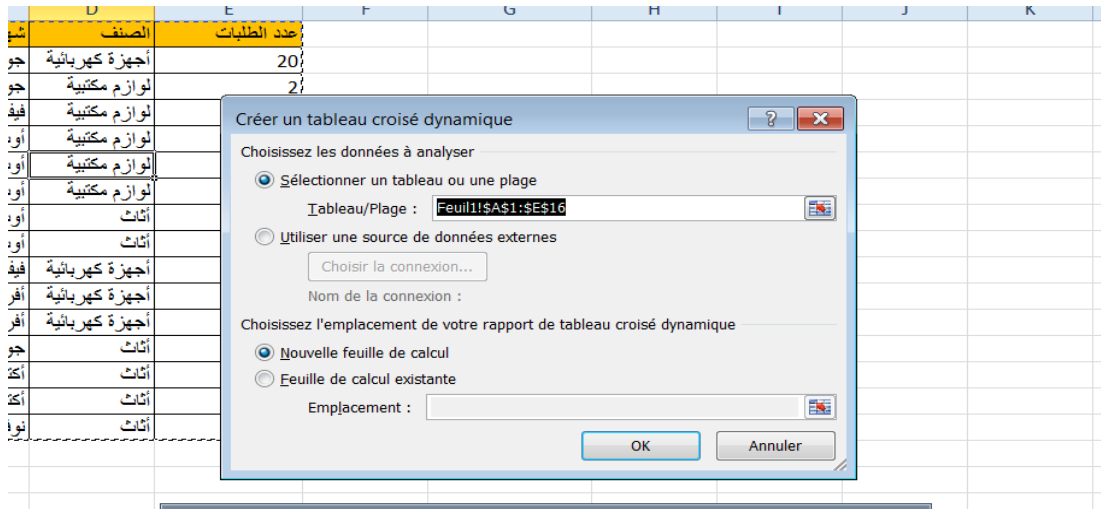 D E F G H I J K
الصنف عدد الطلبات
أجهزة كهربائية 20
لوازم مكتبية 2
لوازم مكتبية
لوازم مكتبية
لوازم مكتبية
لوازم مكتبية
أثاث
أثاث
أجهزة كهربائية
أجهزة كهربائية
أجهزة كهربائية
أثاث
أثاث
أثاث
أثاث
Créer un tableau croisé dynamique
Choisissez les données à analyser
Sélectionner un tableau ou une plage
Tableau/Plage : Feuil1!$A$1:$E$16
Utiliser une source de données externes
Choisir la connexion...
Nom de la connexion :
Choisissez l'emplacement de votre rapport de tableau croisé dynamique
Nouvelle feuille de calcul
Feuille de calcul existante
Emplacement :
OK Annuler